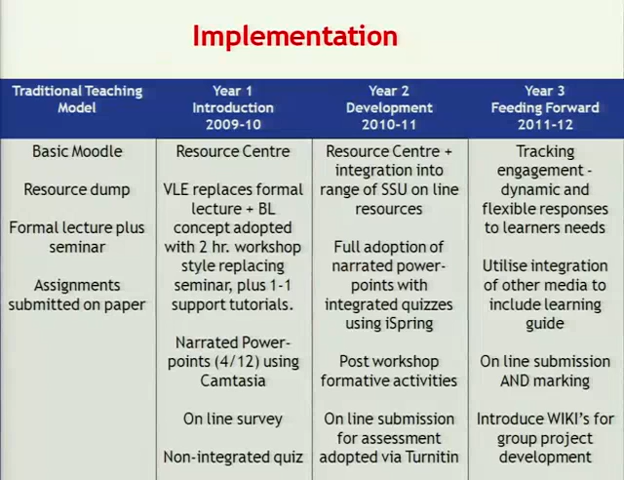 Implementation
Traditional Teaching
Model
Basic Moodle
Resource dump
Formal lecture plus
seminar
Assignments
submitted on paper
Year 1
Introduction
2009-10
Resource Centre
VLE replaces formal
lecture + BL
concept adopted
with 2 hr. workshop
style replacing
seminar, plus 1-1
support tutorials.
Narrated Power-
points (4/12) using
Camtasia
On line survey
Non-integrated quiz
Year 2
Development
2010-11
Resource Centre +
integration into
range of SSU on line
resources
Full adoption of
narrated power-
points with
integrated quizzes
using iSpring
Post workshop
formative activities
On line submission
for assessment
adopted via Turnitin
Year 3
Feeding Forward
2011-12
Tracking
engagement -
dynamic and
flexible responses
to learners needs
Utilise integration
of other media to
include learning
guide
On line submission
AND marking
Introduce WIKI's for
group project
development